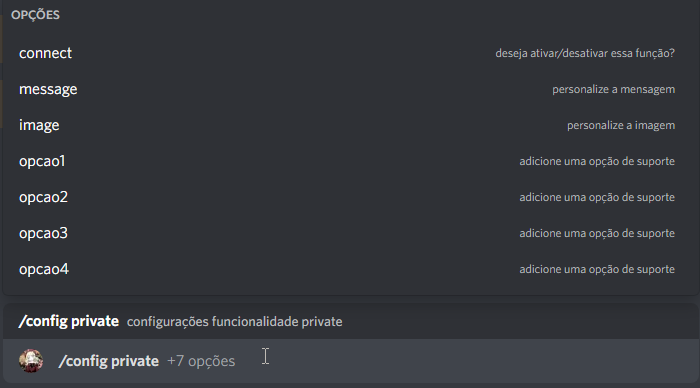 OPÇÕES
connect deseja ativar/desativar essa função?
message personalize a mensagem
image personalize a imagem
opcao1 adicione uma opção de suporte
opcao2 adicione uma opção de suporte
opcao3 adicione uma opção de suporte
opcao4 adicione uma opção de suporte
/config private configurações funcionalidade private
/config private +7 opções